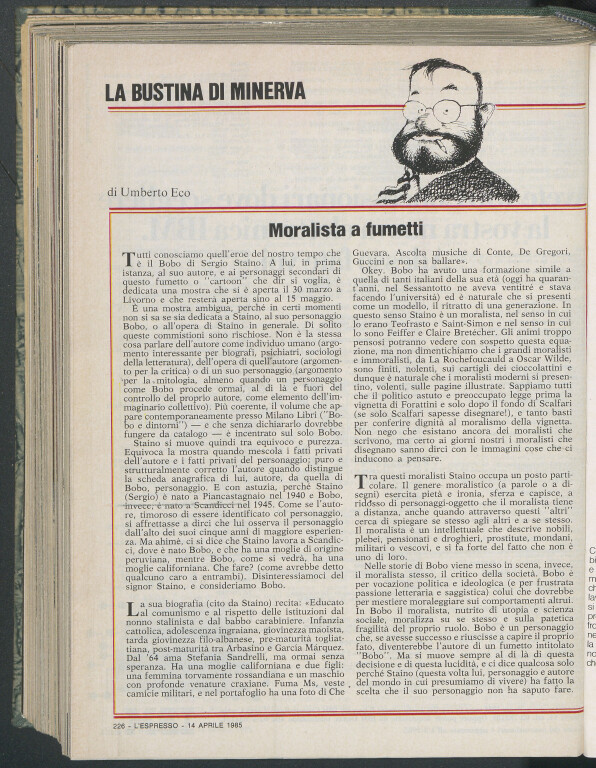 LA BUSTINA DI MINERVA
di Umberto Eco
Moralista a fumetti
Tutti conosciamo quell'eroe del nostro tempo che
è il Bobo di Sergio Staino. A lui, in prima
istanza, al suo autore, e ai personaggi secondari di
questo fumetto o "cartoon" che dir si voglia, è
dedicata una mostra che si è aperta il 30 marzo a
Livorno e che resterà aperta sino al 15 maggio.
È una mostra ambigua, perché in certi momenti
non si sa se sia dedicata a Staino, al suo personaggio
Bobo, o all'opera di Staino in generale. Di solito
queste commistioni sono rischiose. Non è la stessa
cosa parlare dell'autore come individuo umano (argo-
mento interessante per biografi, psichiatri, sociologi
della letteratura), dell'opera di quell'autore (argomen-
to per la critica) o di un suo personaggio (argomento
per la mitologia, almeno quando un personaggio
come Bobo procede ormai, al di là e fuori del
controllo del proprio autore, come elemento dell'im-
maginario collettivo). Più coerente, il volume che ap-
pare contemporaneamente presso Milano Libri ("Bo-
bo e dintorni") — e che senza dichiararlo dovrebbe
fungere da catalogo — è incentrato sul solo Bobo.
Staino si muove quindi tra equivoco e purezza.
Equivoca la mostra quando mescola i fatti privati
dell'autore e i fatti privati del personaggio; puro e
strutturalmente corretto l'autore quando distingue
la scheda anagrafica di lui, autore, da quella di
Bobo, personaggio. E con astuzia, perché Staino
(Sergio) è nato a Piancastagnaio nel 1940 e Bobo,
invece, è nato a Scandicci nel 1945. Come se l'auto-
re, timoroso di essere identificato col personaggio,
si affrettasse a dirci che lui osserva il personaggio
dall'alto dei suoi cinque anni di maggiore esperien-
za. Ma ahimè, ci si dice che Staino lavora a Scandic-
ci, dove è nato Bobo, e che ha una moglie di origine
peruviana, mentre Bobo, come si vedrà, ha una
moglie californiana. Che fare? (come avrebbe detto
qualcuno caro a entrambi). Disinteressiamoci del
signor Staino, e consideriamo Bobo.
La sua biografia (cito da Staino) recita: «Educato
al comunismo e al rispetto delle istituzioni dal
nonno stalinista e dal babbo carabiniere. Infanzia
cattolica, adolescenza ingraiana, giovinezza maoista,
tarda giovinezza filo-albanese, pre-maturità togliat-
tiana, post-maturità tra Arbasino e García Márquez.
Dal '64 ama Stefania Sandrelli, ma ormai senza
speranza. Ha una moglie californiana e due figli:
una femmina torvamente rossandiana e un maschio
con profonde venature craxiane. Fuma Ms, veste
camicie militari, e nel portafoglio ha una foto di Che
Guevara. Ascolta musiche di Conte, De Gregori,
Guccini e non sa ballare».
Okey. Bobo ha avuto una formazione simile a
quella di tanti italiani della sua età (oggi ha quaran-
t'anni, nel Sessantotto ne aveva ventitré e stava
facendo l'università) ed è naturale che si presenti
come un modello, il ritratto di una generazione. In
questo senso Staino è un moralista, nel senso in cui
lo erano Teofrasto e Saint-Simon e nel senso in cui
lo sono Feiffer e Claire Bretécher. Gli animi troppo
pensosi potranno vedere con sospetto questa equa-
zione, ma non dimentichiamo che i grandi moralisti
e immoralisti, da La Rochefoucauld a Oscar Wilde,
sono finiti, nolenti, sui cartigli dei cioccolattini e
dunque è naturale che i moralisti moderni si presen-
tino, volenti, sulle pagine illustrate. Sappiamo tutti
che il politico astuto e preoccupato legge prima la
vignetta di Forattini e solo dopo il fondo di Scalfari
(se solo Scalfari sapesse disegnare!), e tanto basti
per conferire dignità al moralismo della vignetta.
Non nego che esistano ancora dei moralisti che
scrivono, ma certo ai giorni nostri i moralisti che
disegnano sanno dirci con le immagini cose che ci
inducono a pensare.
Tra questi moralisti Staino occupa un posto parti-
colare. Il genere moralistico (a parole o a di-
segni) esercita pietà e ironia, sferza e capisce, a
ridosso di personaggi-oggetto che il moralista tiene
a distanza, anche quando attraverso questi "altri"
cerca di spiegare se stesso agli altri e a se stesso.
Il moralista è un intellettuale che descrive nobili,
plebei, pensionati e droghieri, prostitute, mondani,
militari o vescovi, e si fa forte del fatto che non è
uno di loro.
Nelle storie di Bobo viene messo in scena, invece,
il moralista stesso, il critico della società. Bobo è
per vocazione politica e ideologica (e per frustrata
passione letteraria e saggistica) colui che dovrebbe
per mestiere moraleggiare sui comportamenti altrui.
In Bobo il moralista, nutrito di utopia e scienza
sociale, moralizza su se stesso e sulla patetica
fragilità del proprio ruolo. Bobo è un personaggio
che, se avesse successo e riuscisse a capire il proprio
fato, diventerebbe l'autore di un fumetto intitolato
"Bobo". Ma si muove sempre al di là di questa
decisione e di questa lucidità, e ci dice qualcosa solo
perché Staino (questa volta lui, personaggio e autore
del mondo in cui presumiamo di vivere) ha fatto la
scelta che il suo personaggio non ha saputo fare.
226 - L'ESPRESSO - 14 APRILE 1985